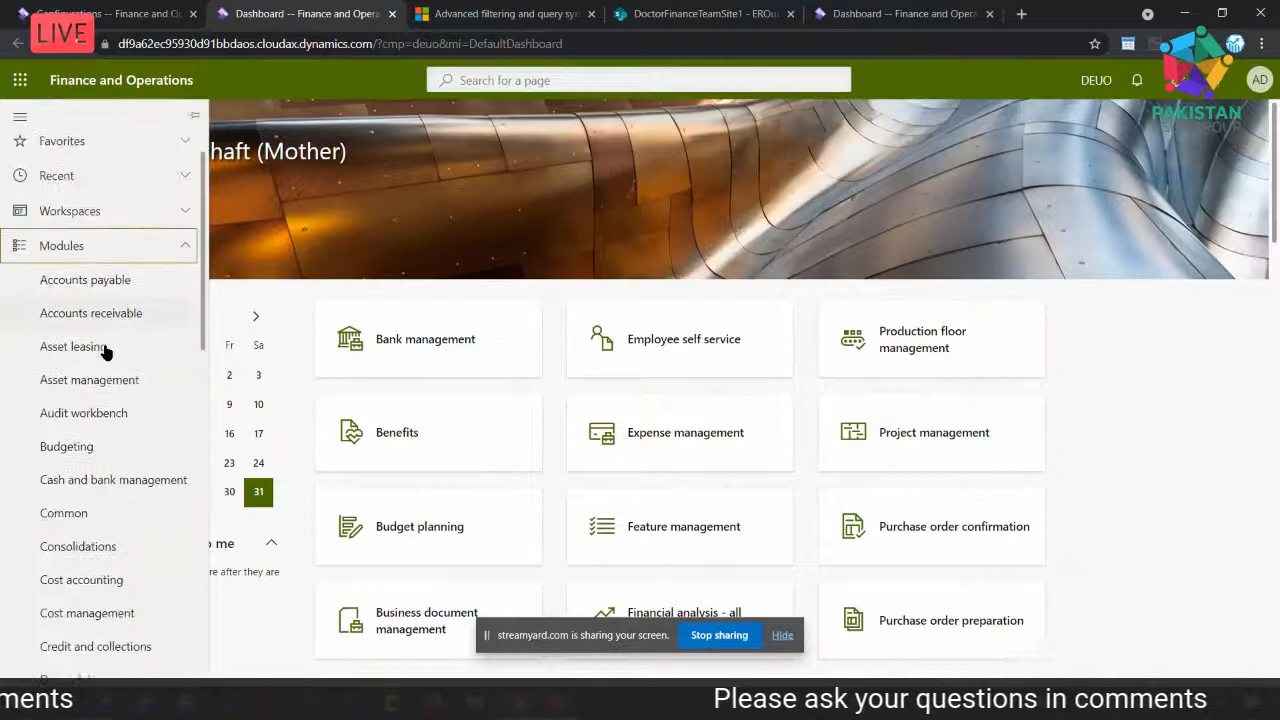 LIVE
Dashboard -- Finance and Opera
Advanced filtering and query syn
DoctorFinanceTeamSite1 - EROu
Dashboard -- Finance and Opera
df9a62ec95930d91bbdaos.cloudax.dynamics.com/?cmp=deuo&mi=DefaultDashboard
Finance and Operations
Search for a page
DEUO
AD
PAKISTAN
Favorites
Recent
Workspaces
Modules
Accounts payable
Accounts receivable
Asset leasing
Asset management
Audit workbench
Budgeting
Cash and bank management
Common
Consolidations
Cost accounting
Cost management
Credit and collections
haft (Mother)
Fr Sa
2 3
9 10
16 17
23 24
30 31
me
re after they are
Bank management
Employee self service
Production floor
management
Benefits
Expense management
Project management
Budget planning
Feature management
Purchase order confirmation
Business document
management
Financial analysis - all
Purchase order preparation
streamyard.com is sharing your screen.
Stop sharing
Hide
ments
Please ask your questions in comments